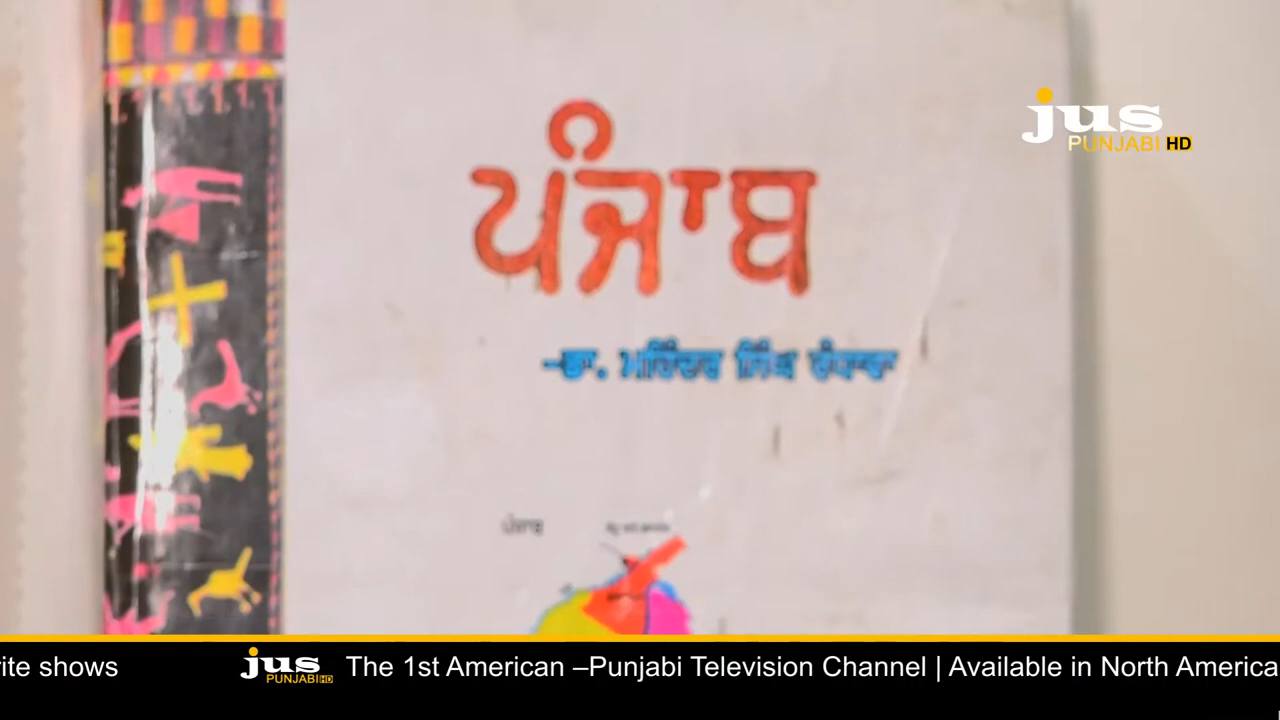 jus
PUNJABI HD
ਪੰਜਾਬ
-ਡਾ. ਮਹਿੰਦਰ ਸਿੰਘ ਰੰਧਾਵਾ
ਪੰਜਾਬ
rite shows jus PUNJABI HD The 1st American –Punjabi Television Channel | Available in North America